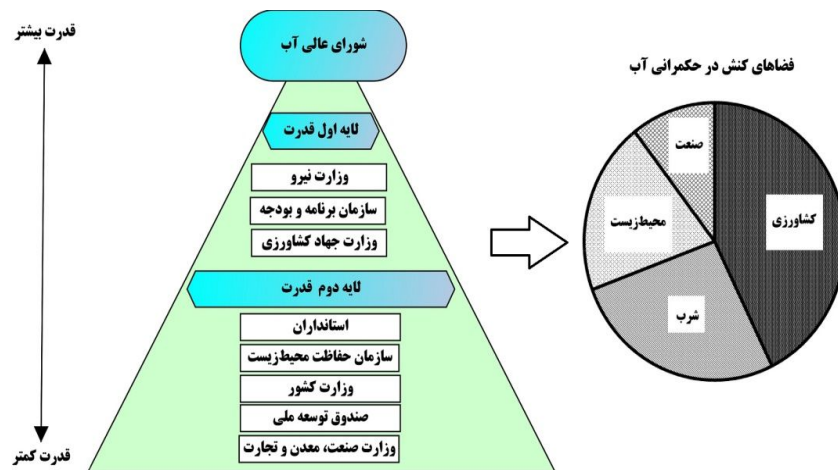 قدرت بیشتر
شورای عالی آب
لایه اول قدرت
وزارت نیرو
سازمان برنامه و بودجه
وزارت جهاد کشاورزی
لایه دوم قدرت
استانداران
سازمان حفاظت محیط‌زیست
وزارت کشور
صندوق توسعه ملی
وزارت صنعت، معدن و تجارت
قدرت کمتر
فضاهای کنش در حکمرانی آب
صنعت
کشاورزی
محیط‌زیست
شرب